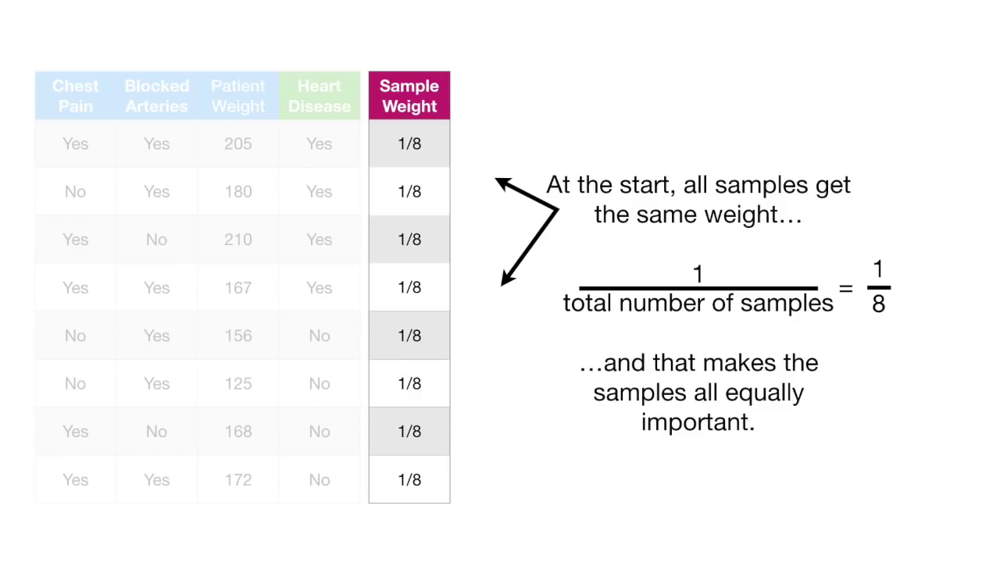 Chest Pain Blocked Arteries Patient Weight Heart Disease Sample Weight
Yes Yes 205 Yes 1/8
No Yes 180 Yes 1/8
Yes No 210 Yes 1/8
Yes Yes 167 Yes 1/8
No Yes 156 No 1/8
No Yes 125 No 1/8
Yes No 168 No 1/8
Yes Yes 172 No 1/8
At the start, all samples get
the same weight…
1
total number of samples
=
1
8
…and that makes the
samples all equally
important.